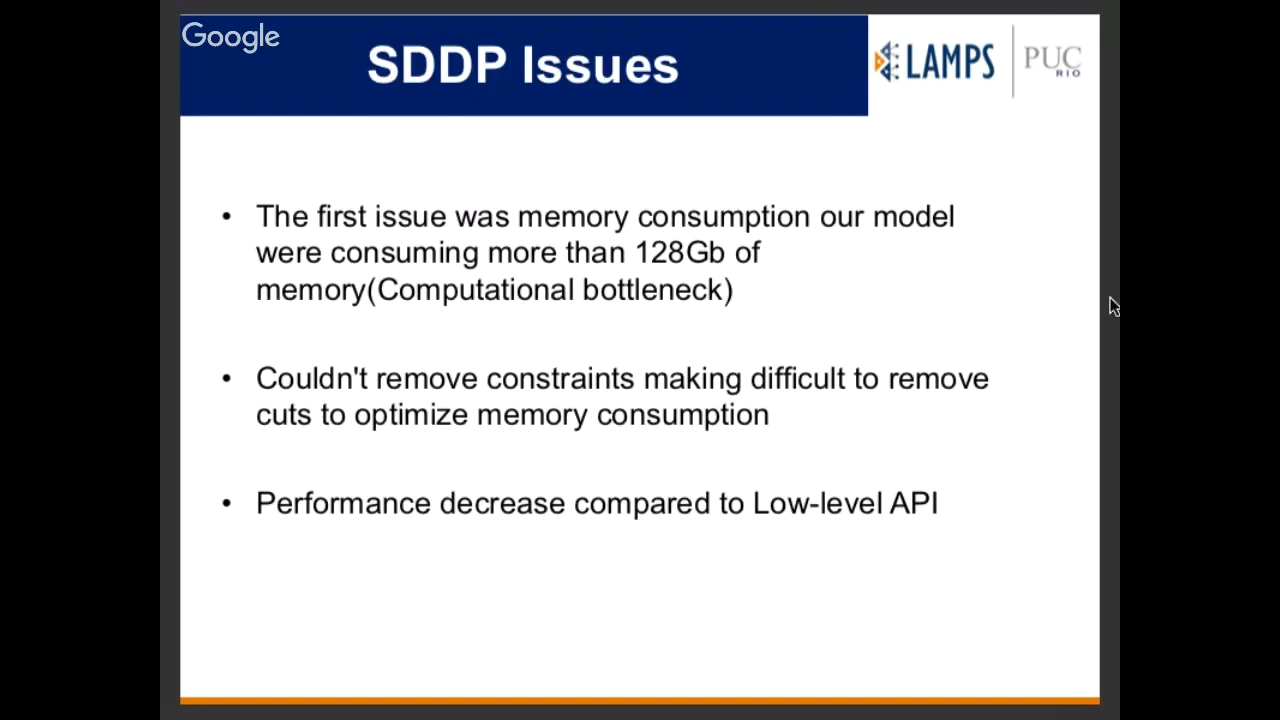 Google
SDDP Issues
LAMPS
PUC
RIO
• The first issue was memory consumption our model
were consuming more than 128Gb of
memory(Computational bottleneck)
• Couldn't remove constraints making difficult to remove
cuts to optimize memory consumption
• Performance decrease compared to Low-level API